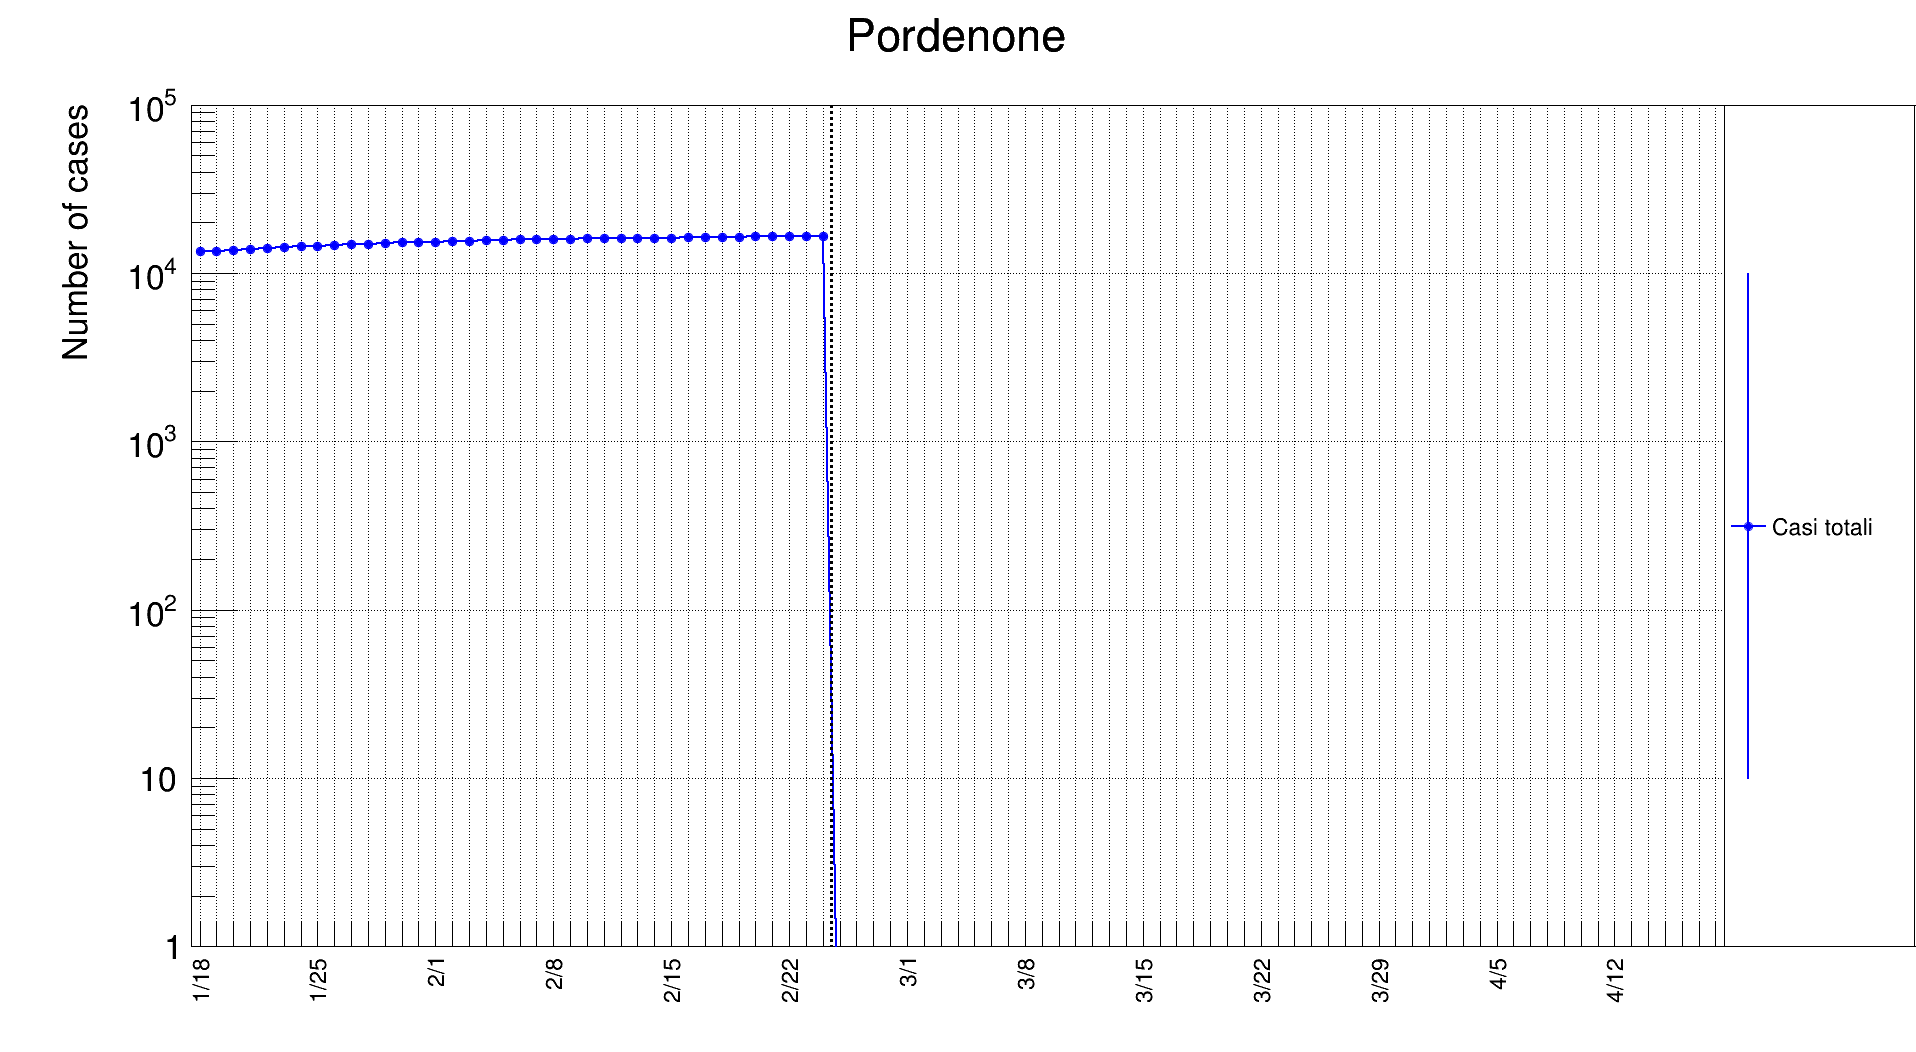 Pordenone
Number of cases
10^5
10^4
10^3
10^2
10
1
1/18 1/25 2/1 2/8 2/15 2/22 3/1 3/8 3/15 3/22 3/29 4/5 4/12
Casi totali